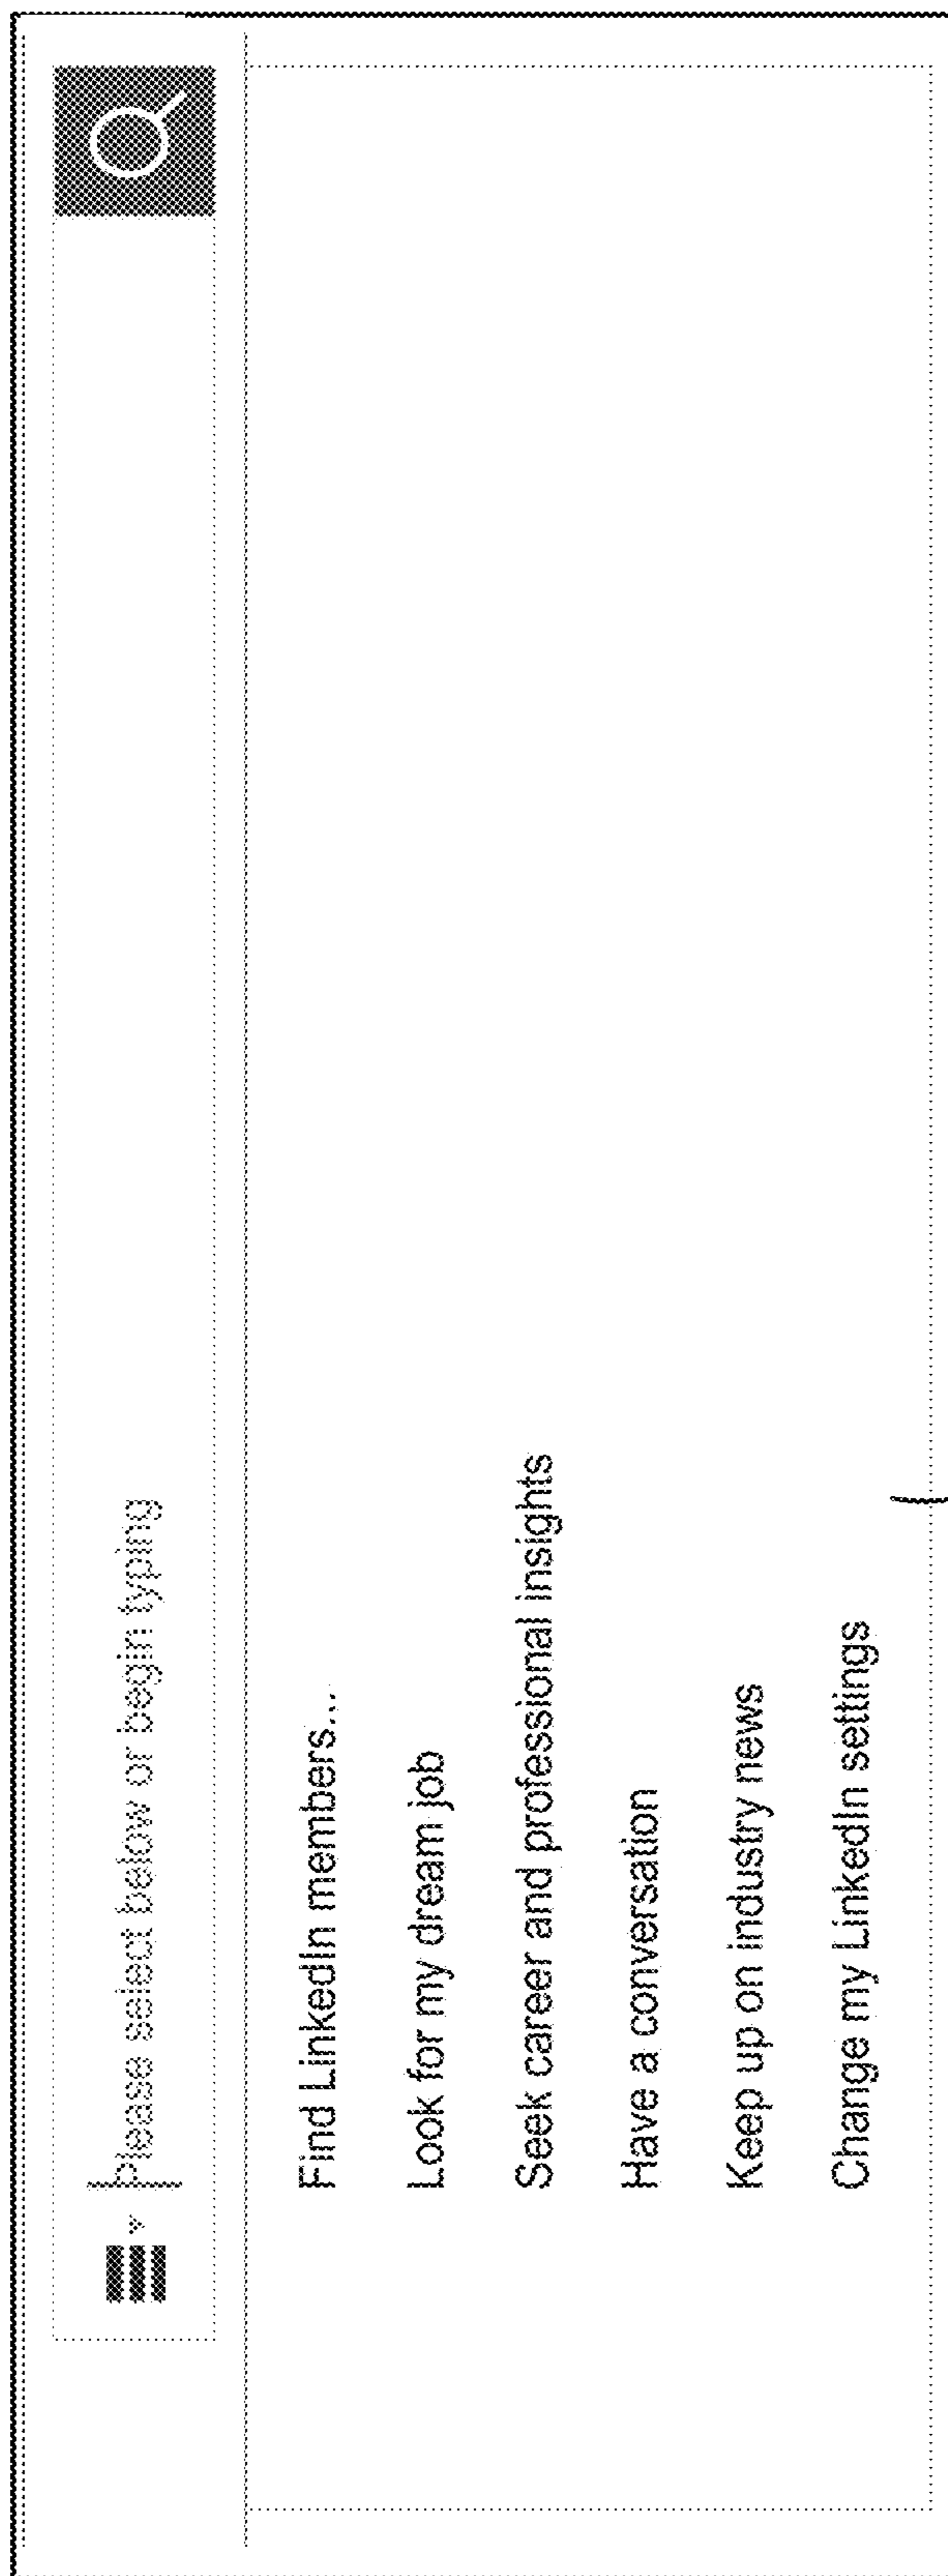 Please select below or begin typing
Find LinkedIn members...
Look for my dream job
Seek career and professional insights
Have a conversation
Keep up on industry news
Change my LinkedIn settings